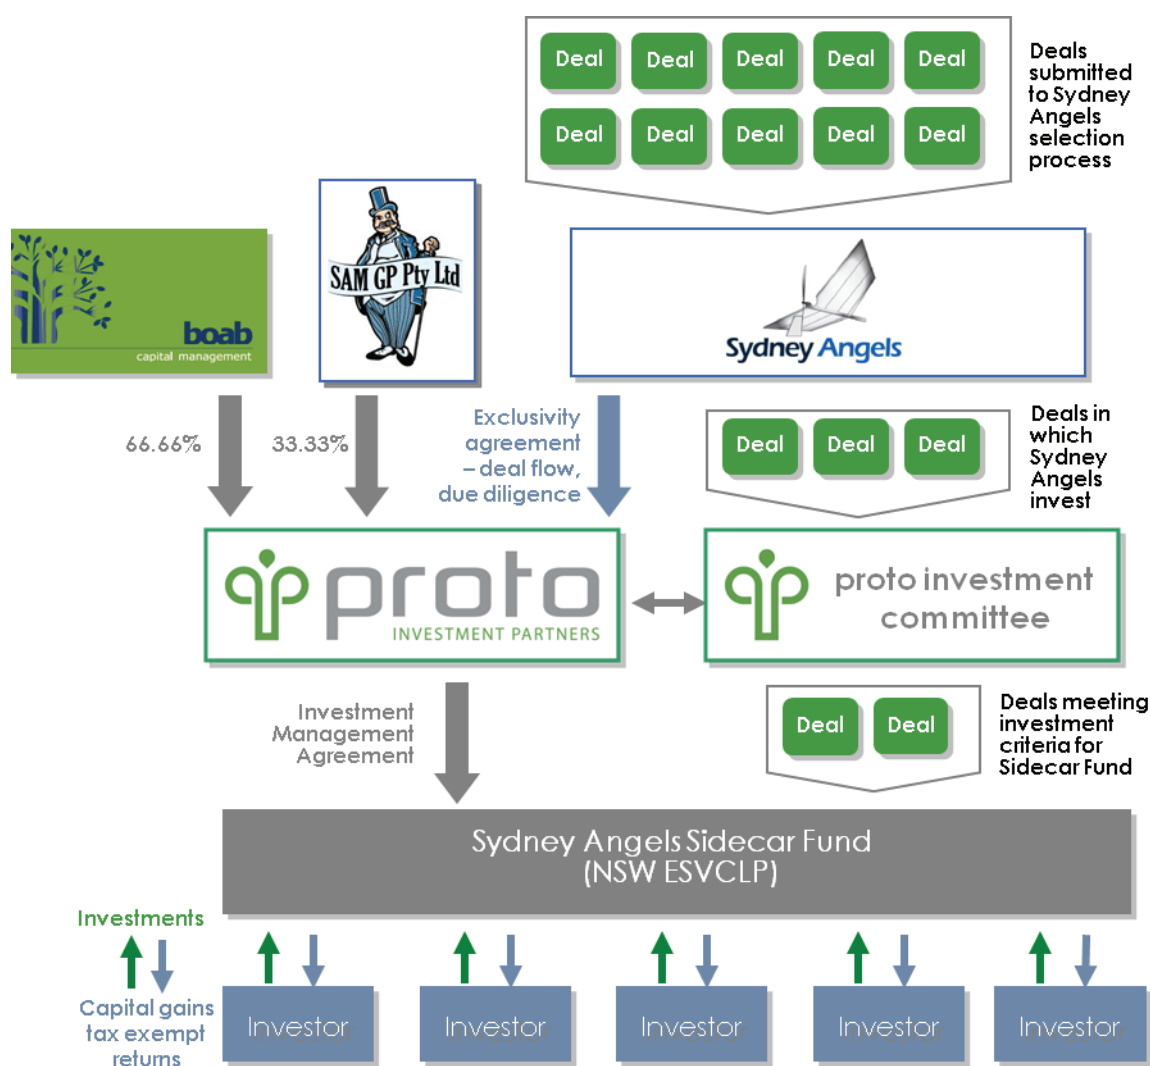 Deal Deal Deal Deal Deal
Deal Deal Deal Deal Deal
Deals
submitted
to Sydney
Angels
selection
process
boab
capital management
SAM GP Pty Ltd
Sydney Angels
66.66%
33.33%
Exclusivity
agreement
– deal flow,
due diligence
Deal Deal Deal
Deals in
which
Sydney
Angels
invest
proto
INVESTMENT PARTNERS
proto investment
committee
Investment
Management
Agreement
Deal Deal
Deals meeting
investment
criteria for
Sidecar Fund
Sydney Angels Sidecar Fund
(NSW ESVCLP)
Investments
Capital gains
tax exempt
returns
Investor Investor Investor Investor Investor